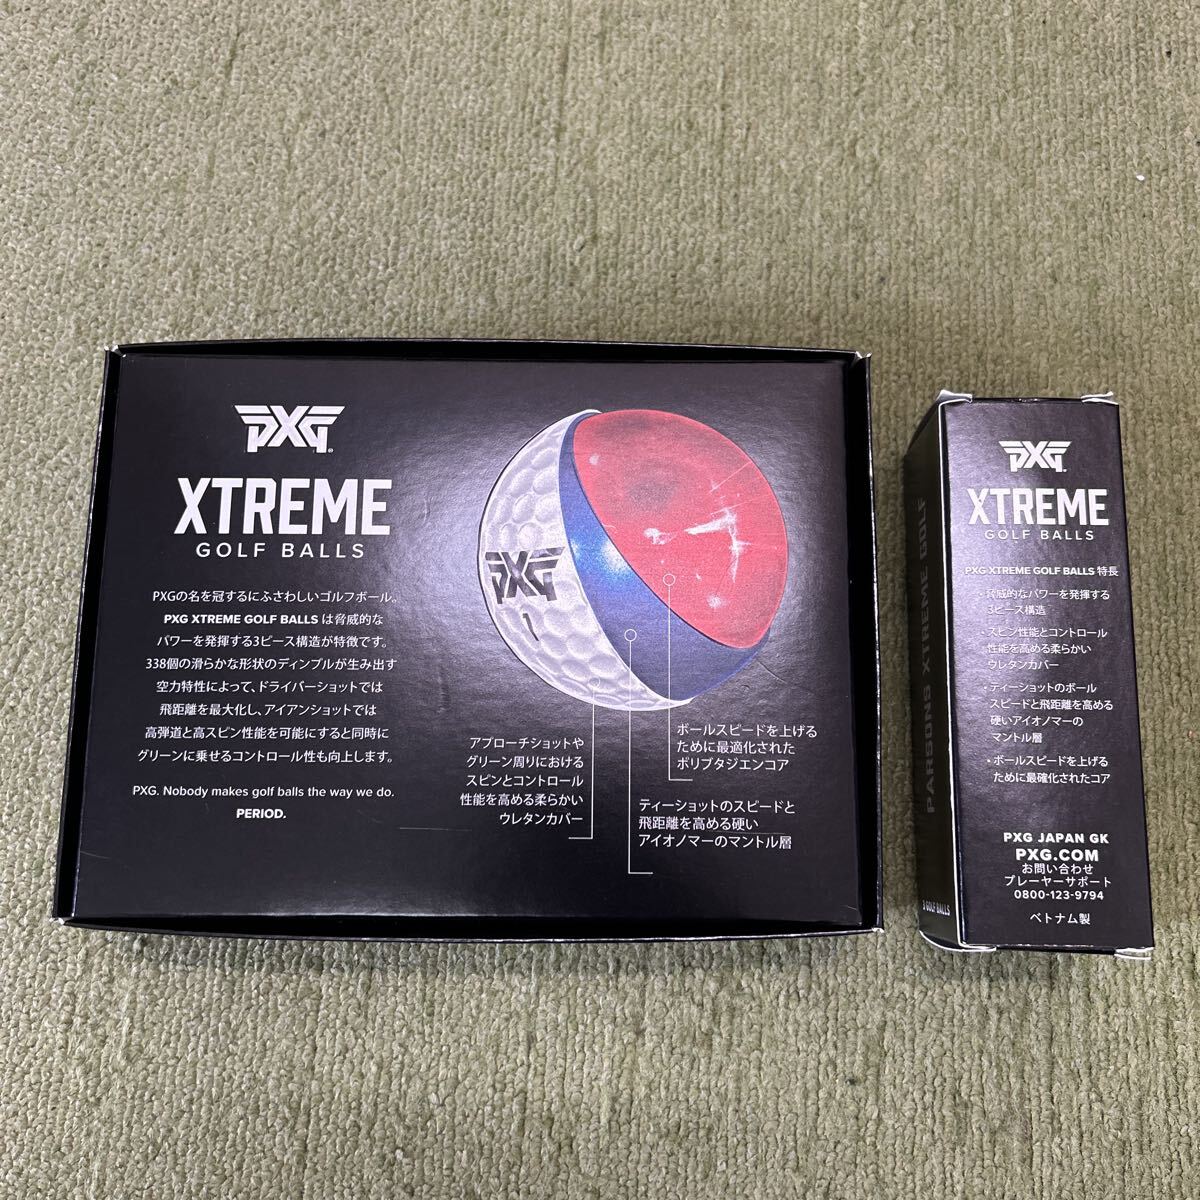 PXG
XTREME
GOLF BALLS
PXGの名を冠するにふさわしいゴルフボール。
PXG XTREME GOLF BALLS は脅威的な
パワーを発揮する3ピース構造が特徴です。
338個の滑らかな形状のディンプルが生み出す
空力特性によって、ドライバーショットでは
飛距離を最大化し、アイアンショットでは
高弾道と高スピン性能を可能にすると同時に
グリーンに乗せるコントロール性も向上します。
PXG. Nobody makes golf balls the way we do.
PERIOD.
PXG
1
アプローチショットや
グリーン周りにおける
スピンとコントロール
性能を高める柔らかい
ウレタンカバー
ティーショットのスピードと
飛距離を高める硬い
アイオノマーのマントル層
ボールスピードを上げる
ために最適化された
ポリブタジエンコア
PARSONS XTREME GOLF
3 GOLF BALLS
PXG
XTREME
GOLF BALLS
PXG XTREME GOLF BALLS 特長
・脅威的なパワーを発揮する
3ピース構造
・スピン性能とコントロール
性能を高める柔らかい
ウレタンカバー
・ティーショットのボール
スピードと飛距離を高める
硬いアイオノマーの
マントル層
・ボールスピードを上げる
ために最確化されたコア
PXG JAPAN GK
PXG.COM
お問い合わせ
プレーヤーサポート
0800-123-9794
ベトナム製